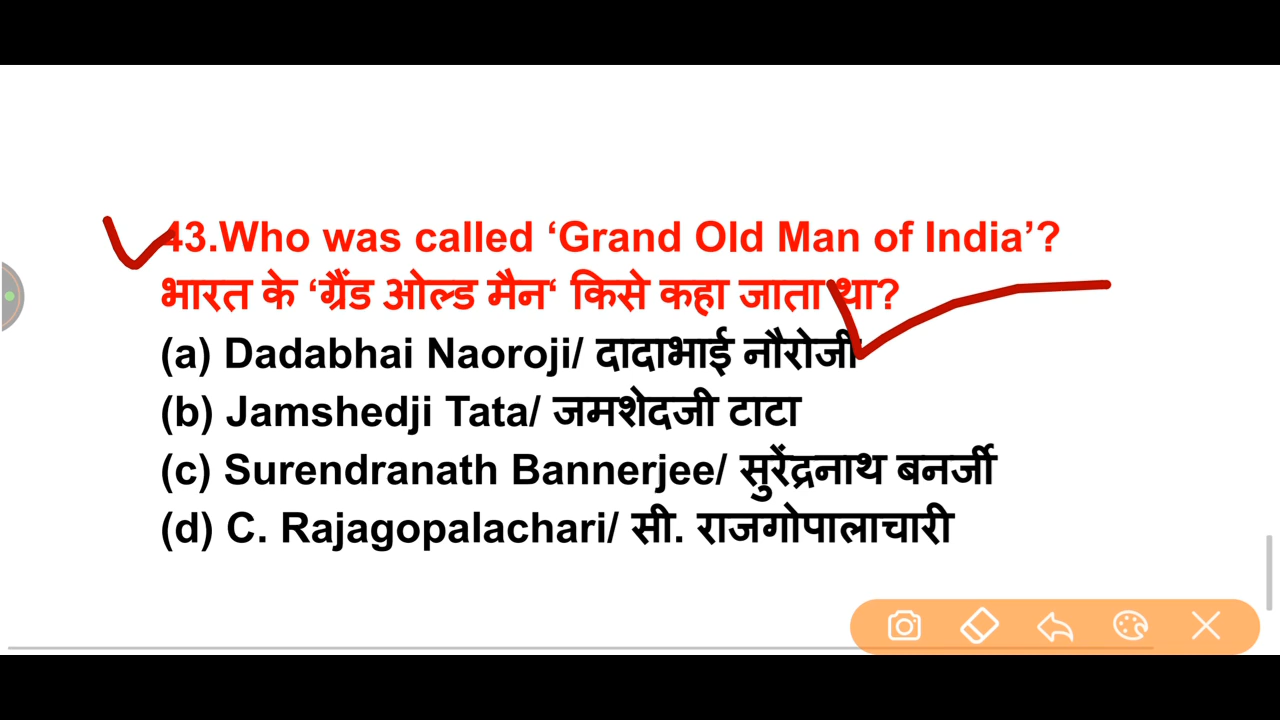 43.Who was called ‘Grand Old Man of India’?
भारत के ‘ग्रैंड ओल्ड मैन‘ किसे कहा जाता था?
(a) Dadabhai Naoroji/ दादाभाई नौरोजी
(b) Jamshedji Tata/ जमशेदजी टाटा
(c) Surendranath Bannerjee/ सुरेंद्रनाथ बनर्जी
(d) C. Rajagopalachari/ सी. राजगोपालाचारी